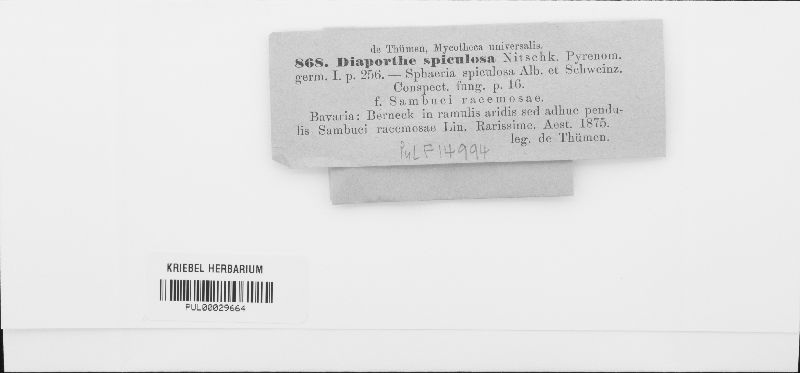 de Thümen, Mycotheca universalis.
868. Diaporthe spiculosa Nitschk. Pyrenom.
germ. I. p. 256. — Sphaeria spiculosa Alb. et Schweinz.
Conspect. fung. p. 16.
f. Sambuci racemosae.
Bavaria: Berneck in ramulis aridis sed adhuc pendu-
lis Sambuci racemosae Lin. Rarissime. Aest. 1875.
leg. de Thümen.
PuL F14994
KRIEBEL HERBARIUM
PUL00029664